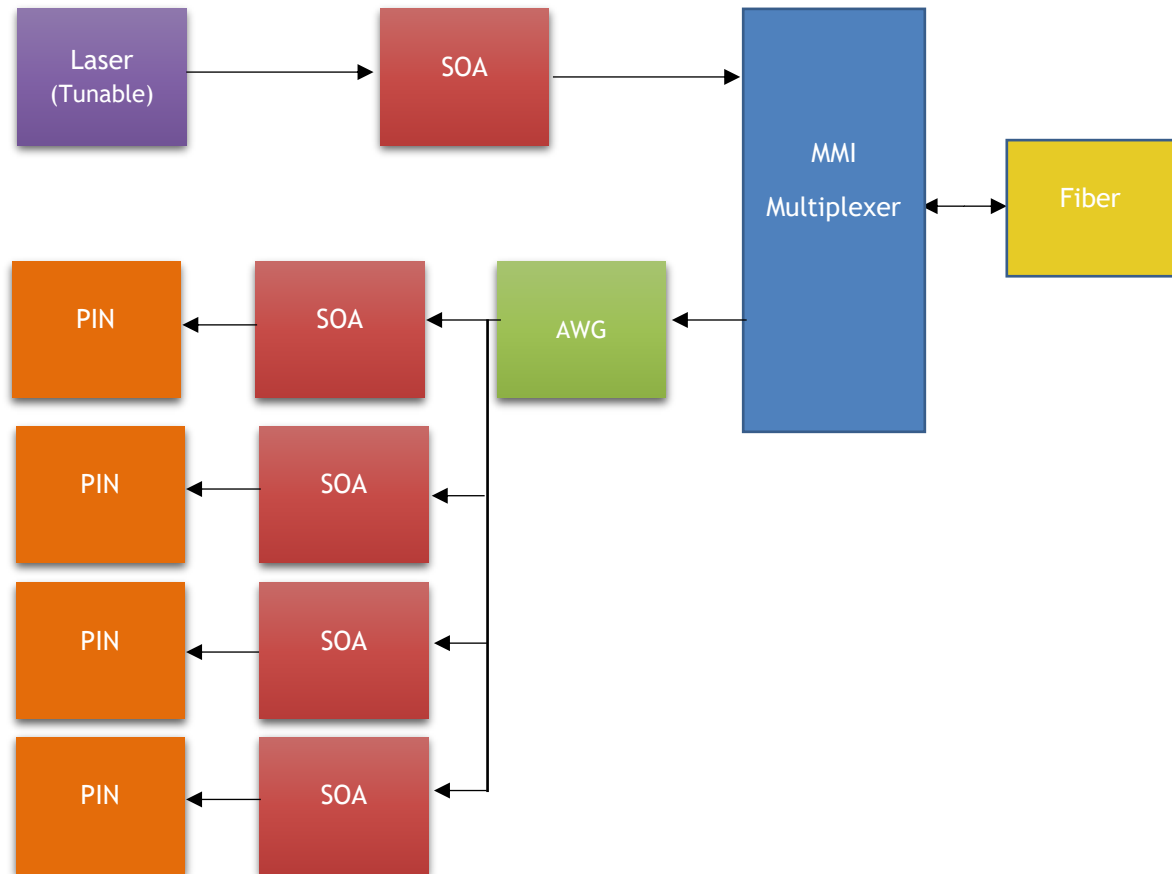 Laser
(Tunable)
SOA
MMI
Multiplexer
Fiber
PIN
SOA
AWG
PIN
SOA
PIN
SOA
PIN
SOA